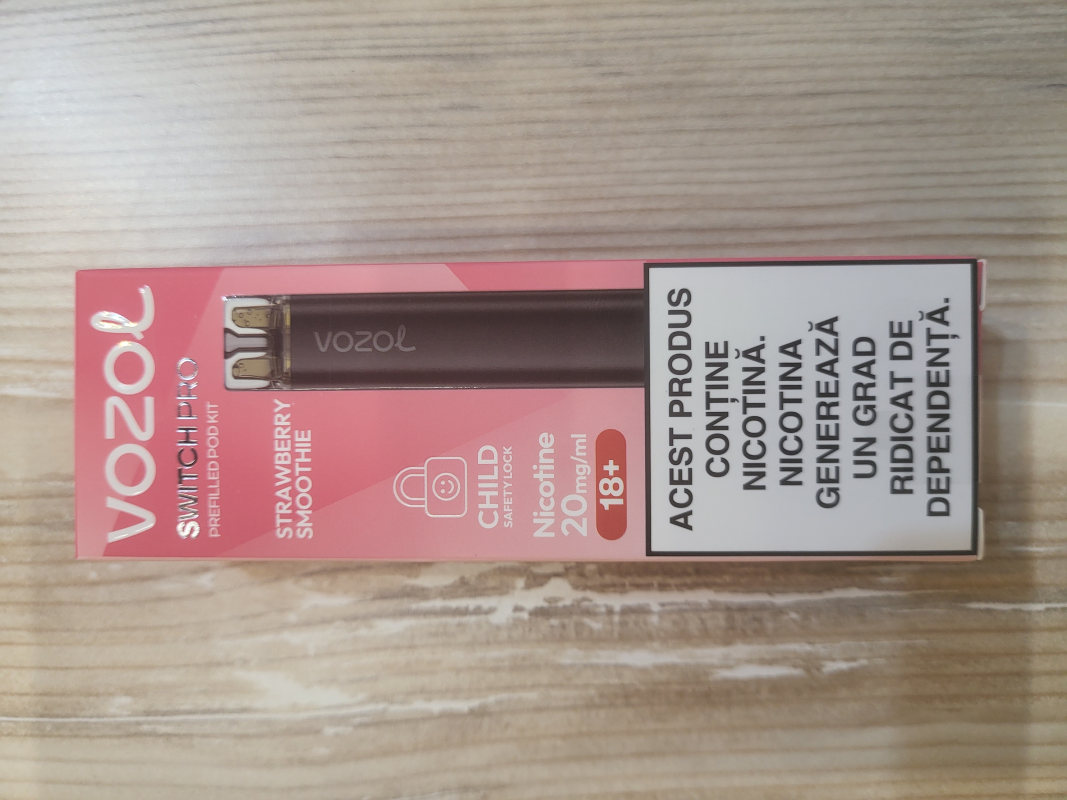 VOZOL
SWITCH PRO
PREFILLED POD KIT
VOZOL
STRAWBERRY
SMOOTHIE
CHILD
SAFETY LOCK
Nicotine
20mg/ml
18+
ACEST PRODUS
CONȚINE
NICOTINĂ.
NICOTINA
GENEREAZĂ
UN GRAD
RIDICAT DE
DEPENDENȚĂ.